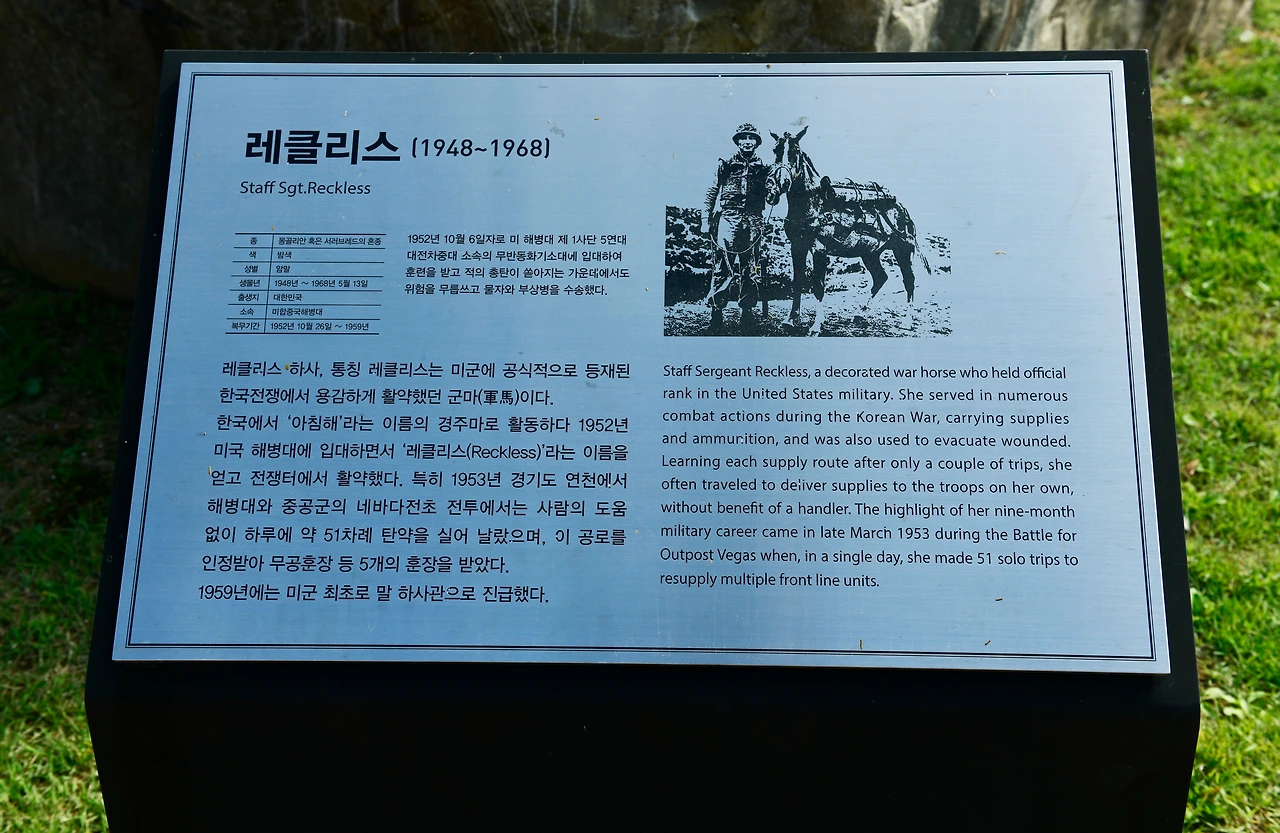 레클리스 (1948~1968)
Staff Sgt.Reckless
종 몽골리안 혹은 서러브레드의 혼종
색 밤색
성별 암말
생몰년 1948년 ~ 1968년 5월 13일
출생지 대한민국
소속 미합중국해병대
복무기간 1952년 10월 26일 ~ 1959년
1952년 10월 6일자로 미 해병대 제 1사단 5연대
대전차중대 소속의 무반동화기소대에 입대하여
훈련을 받고 적의 총탄이 쏟아지는 가운데에서도
위험을 무릅쓰고 물자와 부상병을 수송했다.
레클리스 하사, 통칭 레클리스는 미군에 공식적으로 등재된
한국전쟁에서 용감하게 활약했던 군마(軍馬)이다.
한국에서 ‘아침해’라는 이름의 경주마로 활동하다 1952년
미국 해병대에 입대하면서 ‘레클리스(Reckless)’라는 이름을
얻고 전쟁터에서 활약했다. 특히 1953년 경기도 연천에서
해병대와 중공군의 네바다전초 전투에서는 사람의 도움
없이 하루에 약 51차례 탄약을 실어 날랐으며, 이 공로를
인정받아 무공훈장 등 5개의 훈장을 받았다.
1959년에는 미군 최초로 말 하사관으로 진급했다.
Staff Sergeant Reckless, a decorated war horse who held official
rank in the United States military. She served in numerous
combat actions during the Korean War, carrying supplies
and ammunition, and was also used to evacuate wounded.
Learning each supply route after only a couple of trips, she
often traveled to deliver supplies to the troops on her own,
without benefit of a handler. The highlight of her nine-month
military career came in late March 1953 during the Battle for
Outpost Vegas when, in a single day, she made 51 solo trips to
resupply multiple front line units.